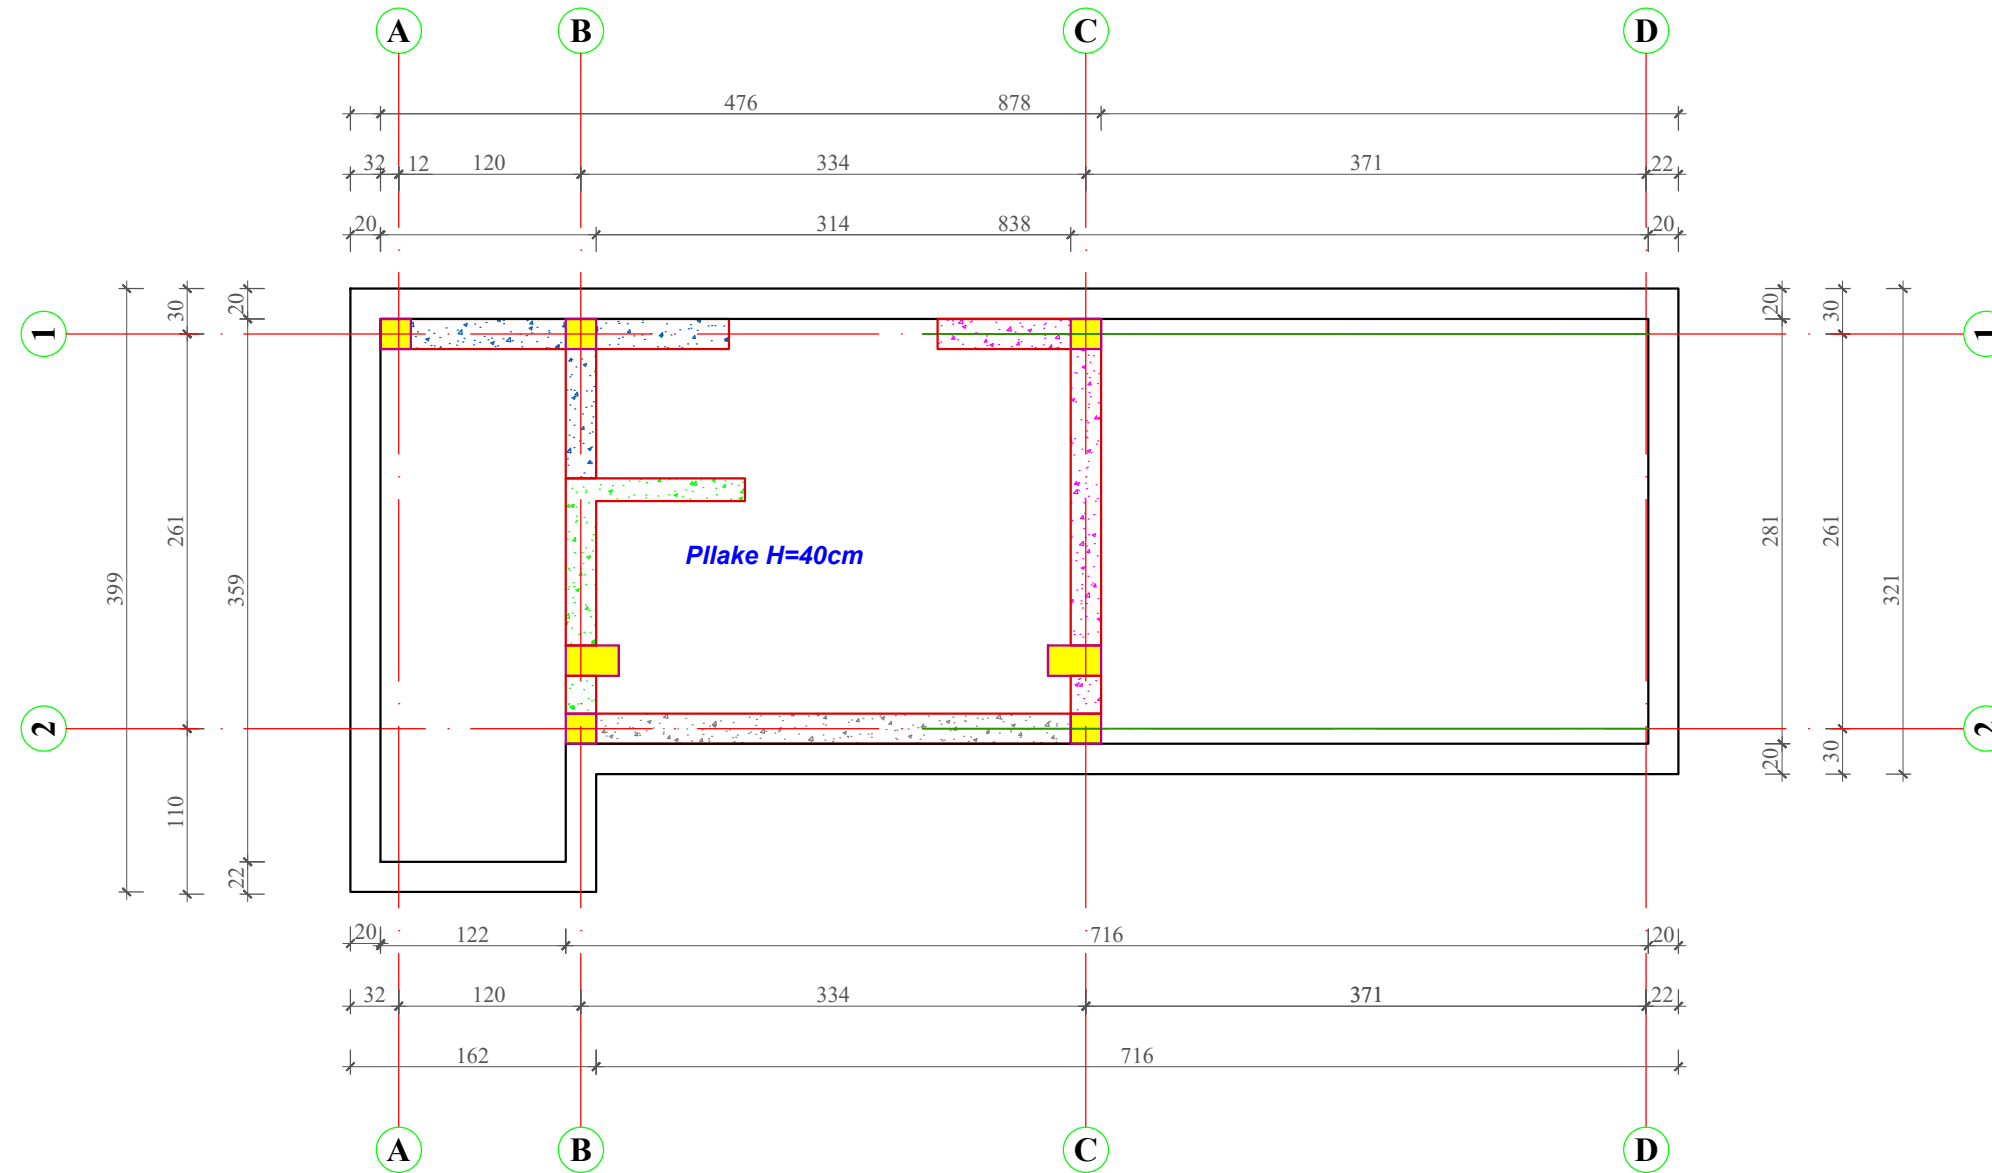 A B C D
476 878
32 12 120 334 371 22
20 314 838 20
1 30 20 20 30 1
399 261 359 Pllake H=40cm 281 261 321
2 110 22 20 30 2
20 122 716 20
32 120 334 371 22
162 716
A B C D